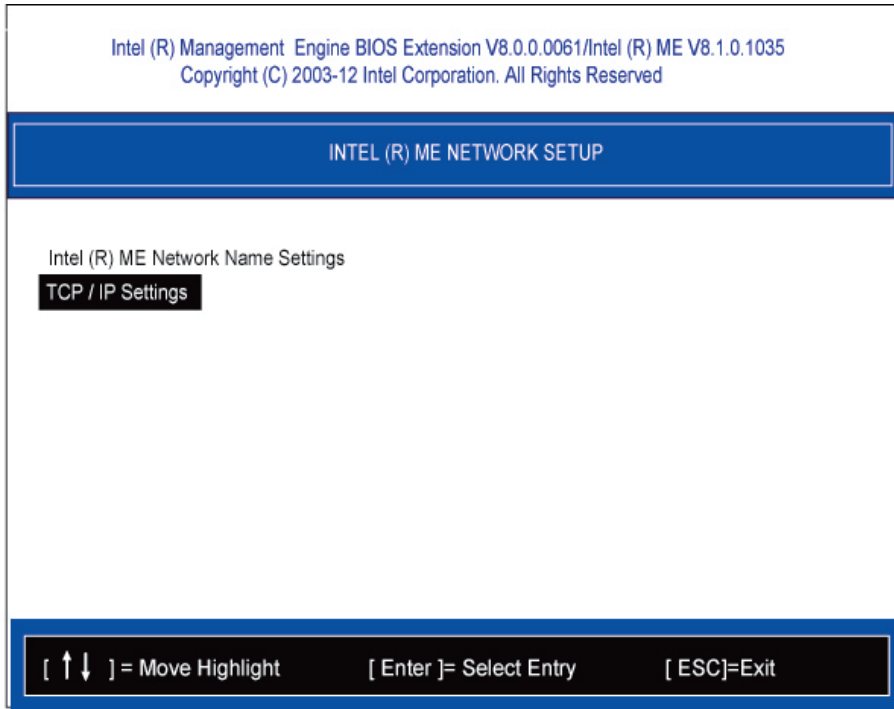 Intel (R) Management Engine BIOS Extension V8.0.0.0061/Intel (R) ME V8.1.0.1035
Copyright (C) 2003-12 Intel Corporation. All Rights Reserved
INTEL (R) ME NETWORK SETUP
Intel (R) ME Network Name Settings
TCP / IP Settings
[ ↑↓ ] = Move Highlight [ Enter ]= Select Entry [ ESC]=Exit